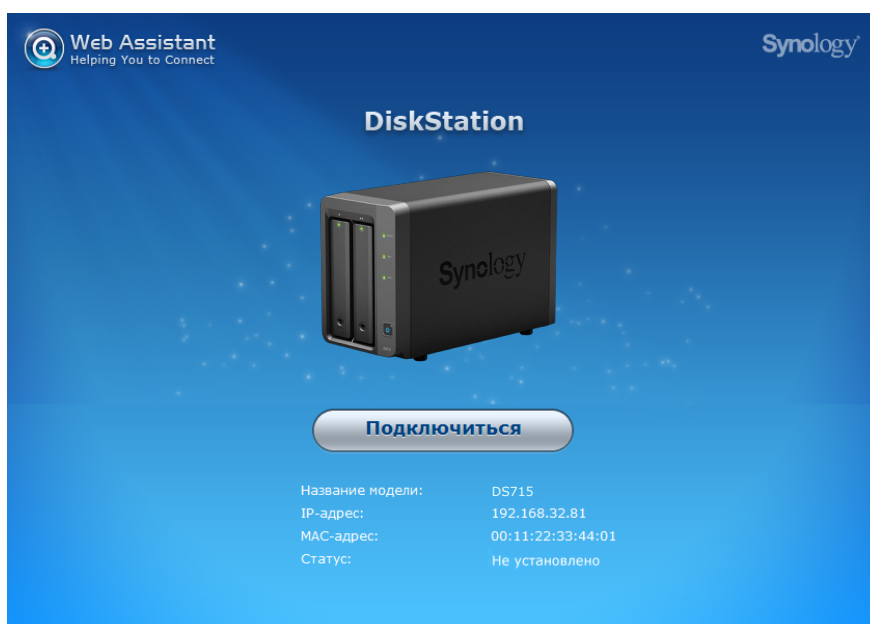 Web Assistant
Helping You to Connect
Synology
DiskStation
Synology
Подключиться
Название модели: DS715
IP-адрес: 192.168.32.81
MAC-адрес: 00:11:22:33:44:01
Статус: Не установлено